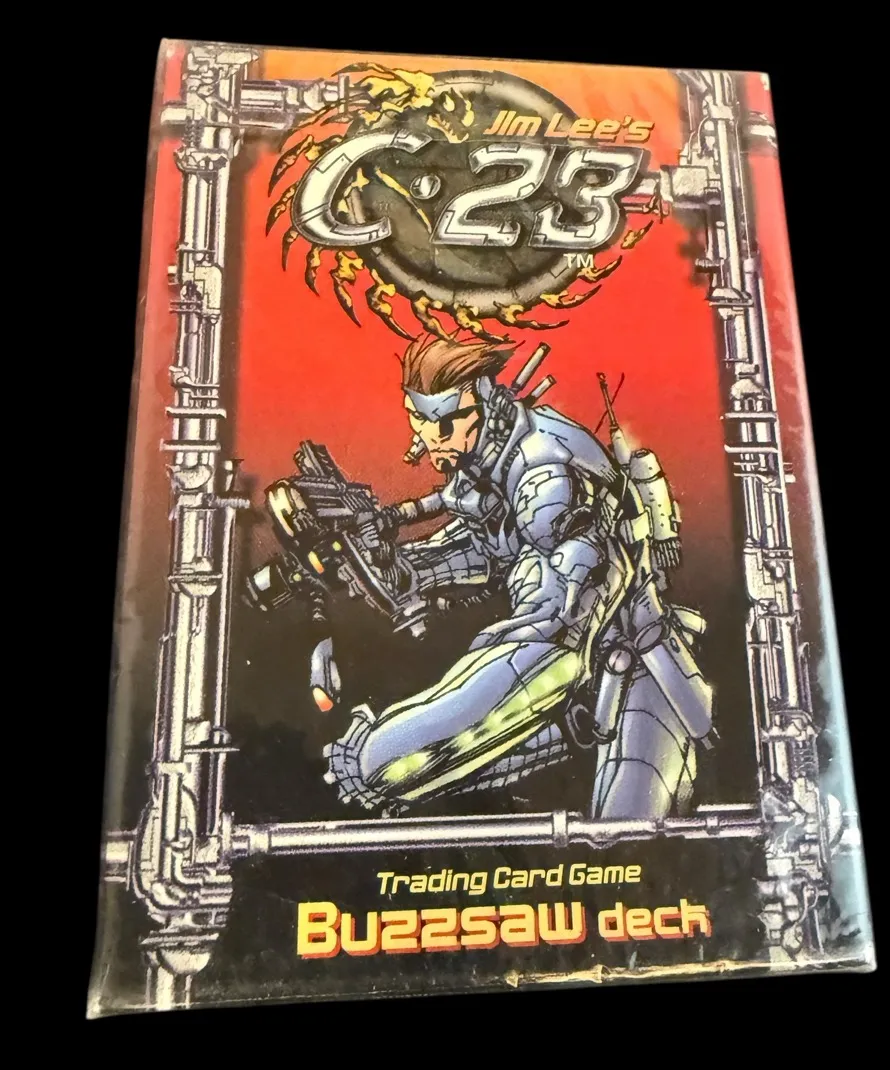 Jim Lee's
C·23
TM
Trading Card Game
Buzzsaw deck